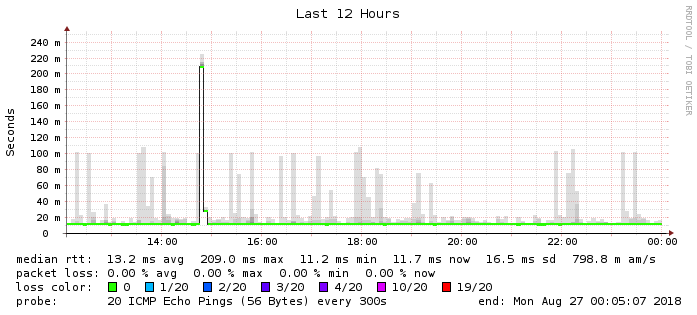 Last 12 Hours
RRDTOOL / TOBI OETIKER
Seconds
240 m
220 m
200 m
180 m
160 m
140 m
120 m
100 m
80 m
60 m
40 m
20 m
0
14:00 16:00 18:00 20:00 22:00 00:00
median rtt: 13.2 ms avg 209.0 ms max 11.2 ms min 11.7 ms now 16.5 ms sd 798.8 m am/s
packet loss: 0.00 % avg 0.00 % max 0.00 % min 0.00 % now
loss color: 0 1/20 2/20 3/20 4/20 10/20 19/20
probe: 20 ICMP Echo Pings (56 Bytes) every 300s end: Mon Aug 27 00:05:07 2018